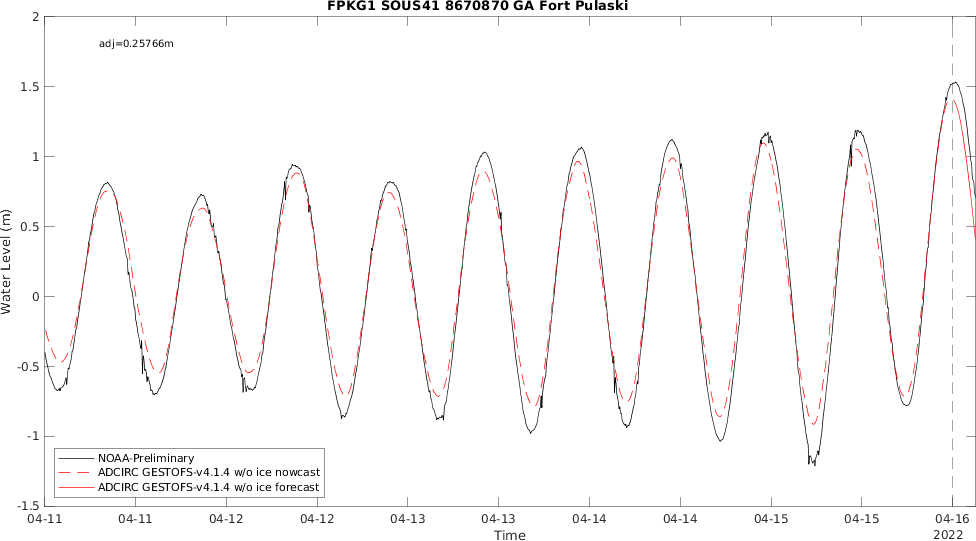 FPKG1 SOUS41 8670870 GA Fort Pulaski
2
adj=0.25766m
1.5
1
0.5
0
-0.5
-1
-1.5
Water Level (m)
NOAA-Preliminary
ADCIRC GESTOFS-v4.1.4 w/o ice nowcast
ADCIRC GESTOFS-v4.1.4 w/o ice forecast
04-11 04-11 04-12 04-12 04-13 04-13 04-14 04-14 04-15 04-15 04-16
Time
2022